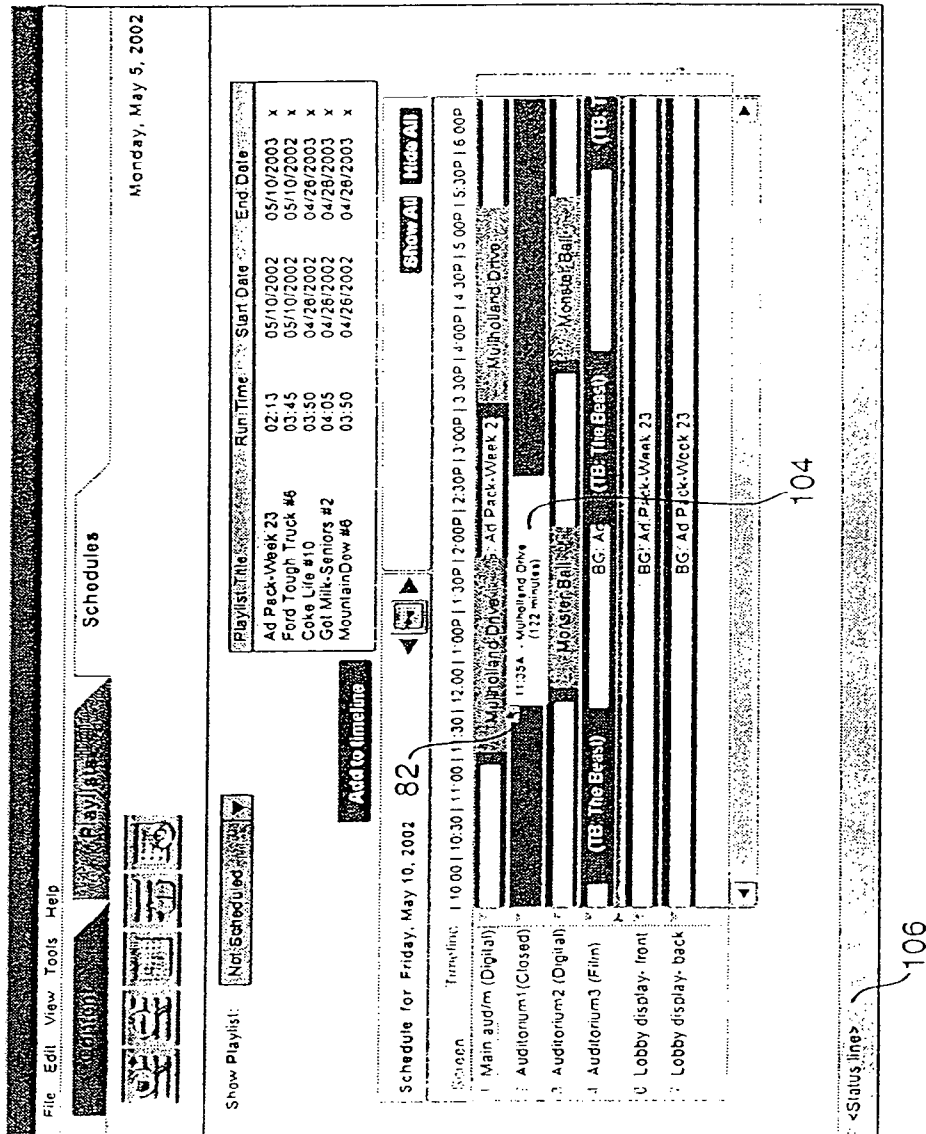 File Edit View Tools Help
Auditori Playlists Schedules
Monday, May 5, 2002
Show Playlist: Not Scheduled
Playlist Title Run Time Start Date End Date
Ad Pack-Week 23 02:13 05/10/2002 05/10/2003 x
Ford Tough Truck #6 03:45 05/10/2002 05/10/2002 x
Coke Life #10 03:50 04/26/2002 04/26/2003 x
Got Milk-Seniors #2 04:05 04/26/2002 04/26/2003 x
MountainDow #6 03:50 04/26/2002 04/26/2003 x
Add to timeline
Schedule for Friday, May 10, 2002
82
Show All Hide All
Screen Timeline | 10:00 | 10:30 | 11:00 | 11:30 | 12:00 | 1:00P | 1:30P | 2:00P | 2:30P | 3:00P | 3:30P | 4:00P | 4:30P | 5:00P | 5:30P | 6:00P
Main aud/m (Digital) Mulholland Drive Ad Pack-Week 2 Mulholland Drive
Auditorium1(Closed) 11:35A - Mulholland Drive
(122 minutes)
Auditorium2 (Digital) Monster Ball Monster Ball
Auditorium3 (Film) (TB: The Beast) BG: Ad (TB: The Beast) (TB: T
Lobby display- front BG: Ad Pack-Week 23
Lobby display- back BG: Ad Pack-Week 23
104
<Status line>
106